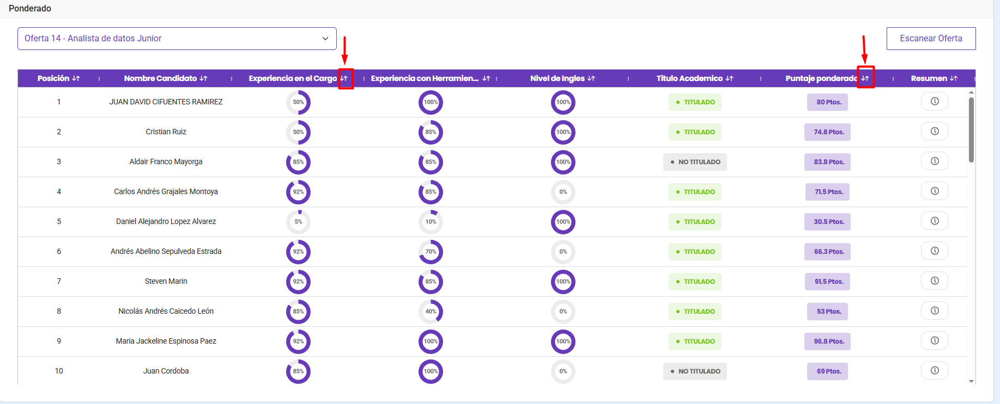 Ponderado
Oferta 14 - Analista de datos Junior
Escanear Oferta
Posición Nombre Candidato Experiencia en el Cargo Experiencia con Herramien... Nivel de Ingles Titulo Academico Puntaje ponderado Resumen
1 JUAN DAVID CIFUENTES RAMIREZ 50% 100% 100% TITULADO 80 Ptos.
2 Cristian Ruiz 50% 85% 100% TITULADO 74.8 Ptos.
3 Aldair Franco Mayorga 85% 85% 100% NO TITULADO 83.8 Ptos.
4 Carlos Andrés Grajales Montoya 92% 85% 0% TITULADO 71.5 Ptos.
5 Daniel Alejandro Lopez Alvarez 5% 10% 100% TITULADO 30.5 Ptos.
6 Andrés Abelino Sepulveda Estrada 92% 70% 0% TITULADO 66.3 Ptos.
7 Steven Marin 92% 85% 100% TITULADO 91.5 Ptos.
8 Nicolás Andrés Caicedo León 85% 40% 0% TITULADO 53 Ptos.
9 Maria Jackeline Espinosa Paez 92% 100% 100% TITULADO 96.8 Ptos.
10 Juan Cordoba 85% 100% 0% NO TITULADO 69 Ptos.